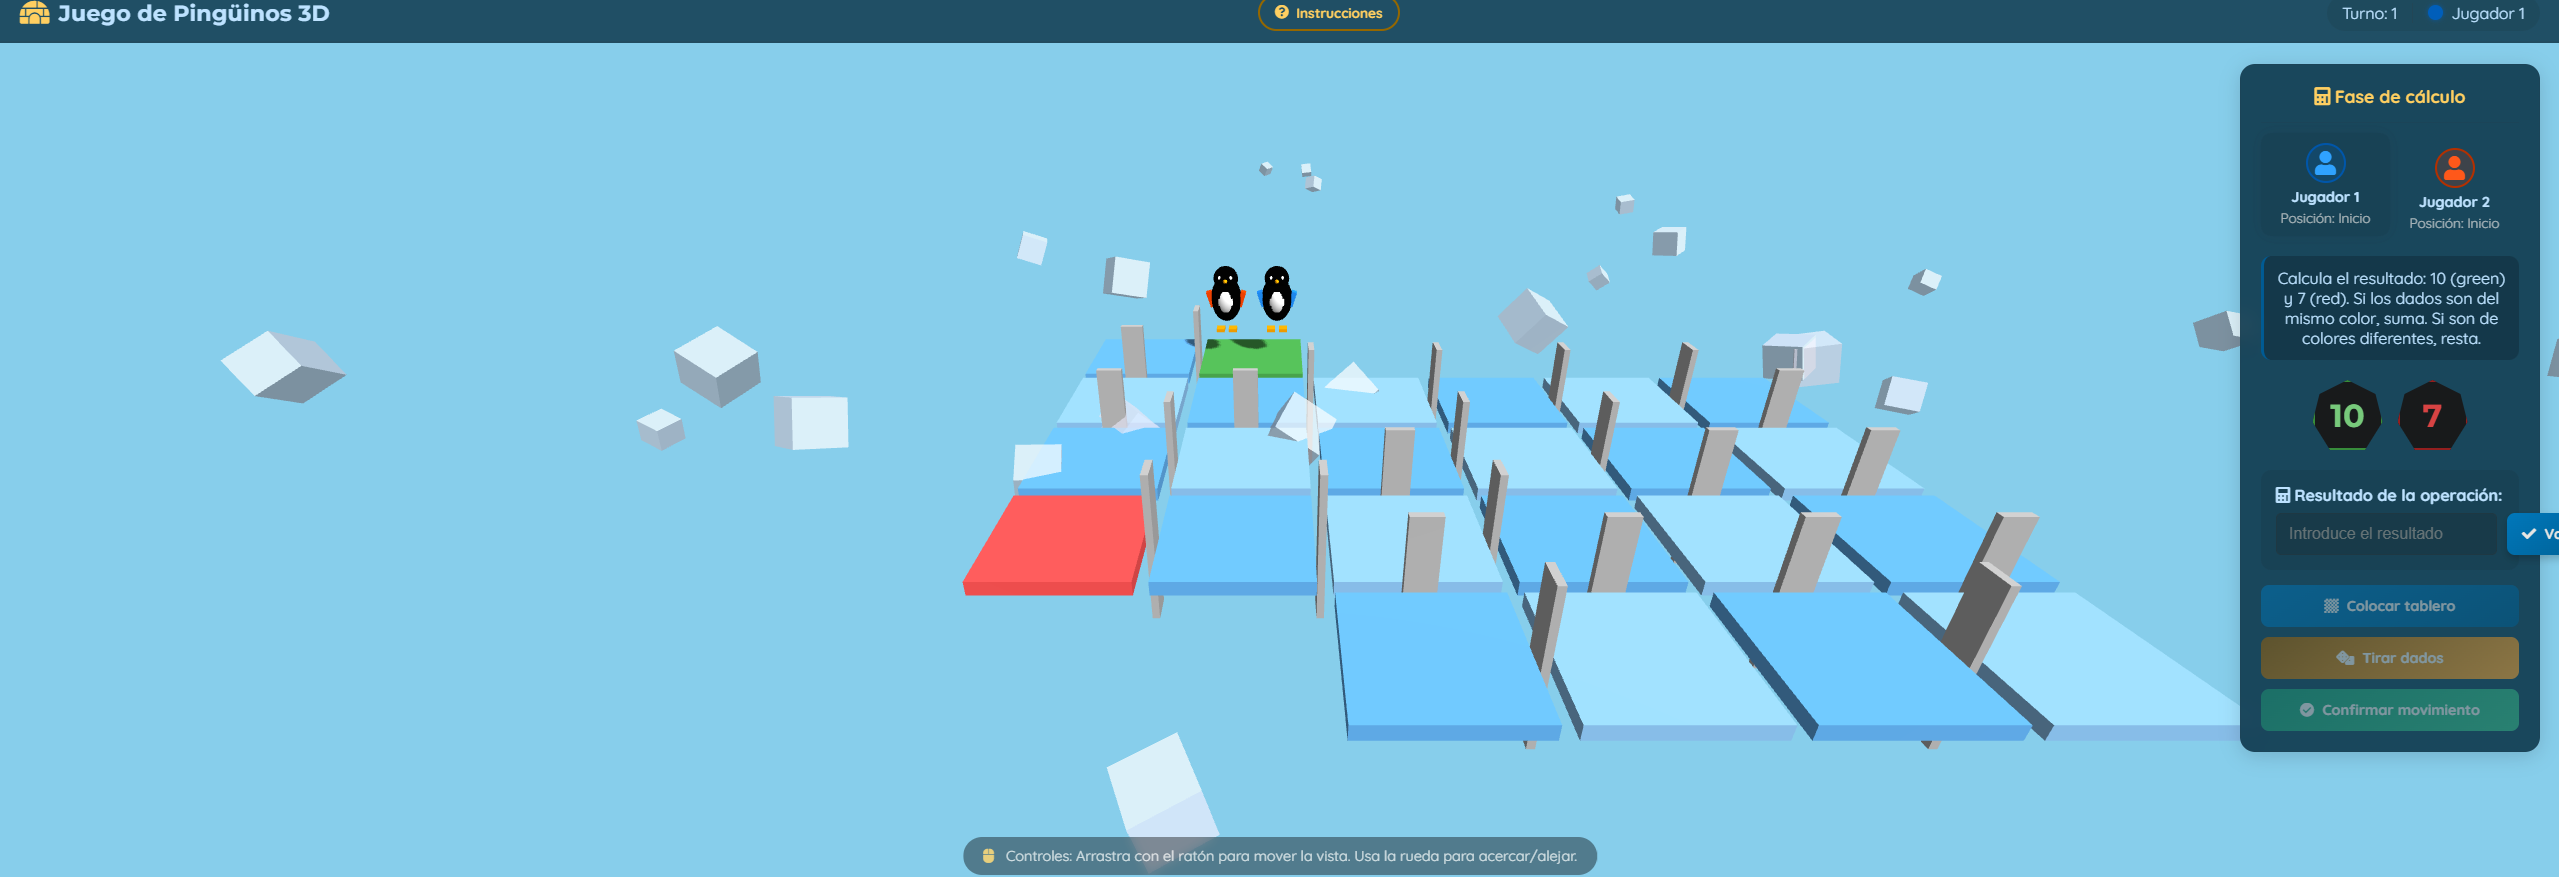 Juego de Pingüinos 3D
Instrucciones
Turno: 1
Jugador 1
Fase de cálculo
Jugador 1
Posición: Inicio
Jugador 2
Posición: Inicio
Calcula el resultado: 10 (green)
y 7 (red). Si los dados son del
mismo color, suma. Si son de
colores diferentes, resta.
10
7
Resultado de la operación:
Introduce el resultado
Colocar tablero
Tirar dados
Confirmar movimiento
Controles: Arrastra con el ratón para mover la vista. Usa la rueda para acercar/alejar.